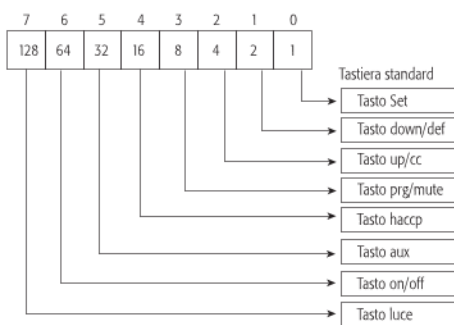 7 6 5 4 3 2 1 0
128 64 32 16 8 4 2 1
Tastiera standard
Tasto Set
Tasto down/def
Tasto up/cc
Tasto prg/mute
Tasto haccp
Tasto aux
Tasto on/off
Tasto luce